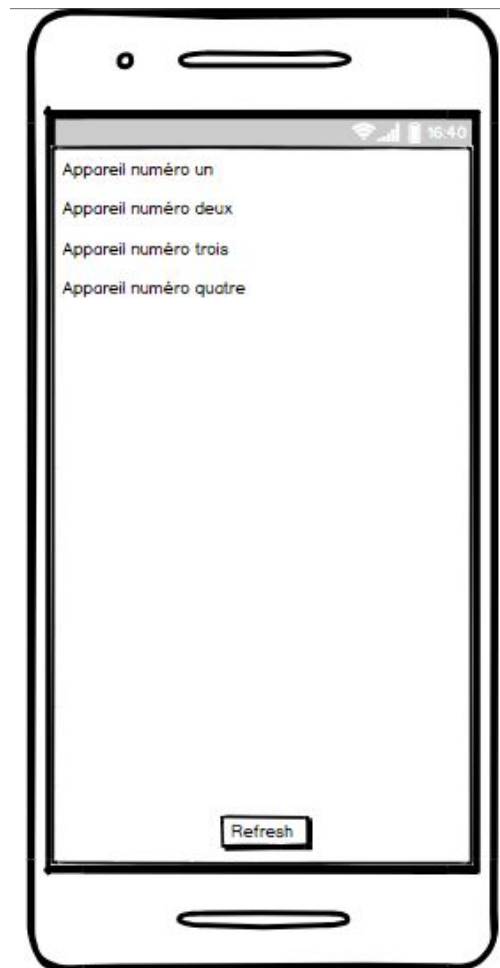 16:40
Appareil numéro un
Appareil numéro deux
Appareil numéro trois
Appareil numéro quatre
Refresh